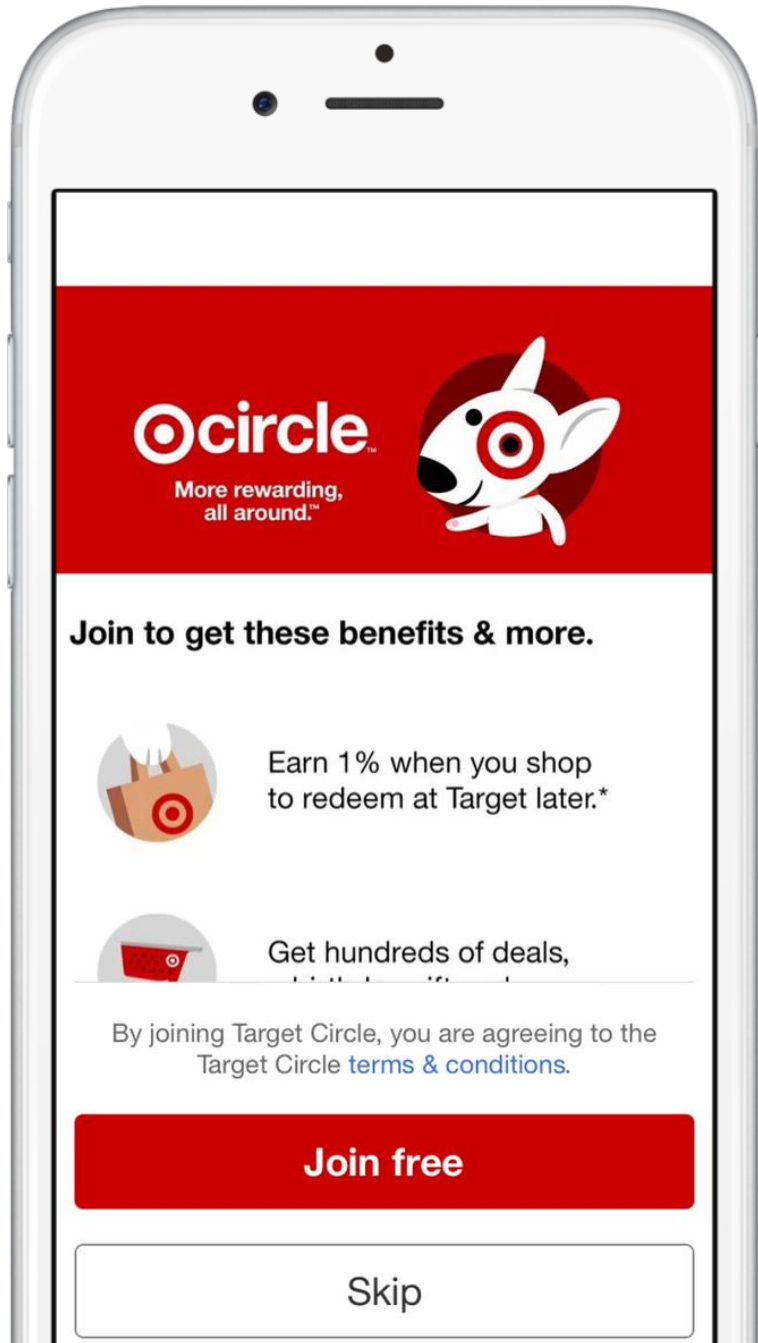 circle™
More rewarding,
all around.™
Join to get these benefits & more.
Earn 1% when you shop
to redeem at Target later.*
Get hundreds of deals,
By joining Target Circle, you are agreeing to the
Target Circle terms & conditions.
Join free
Skip